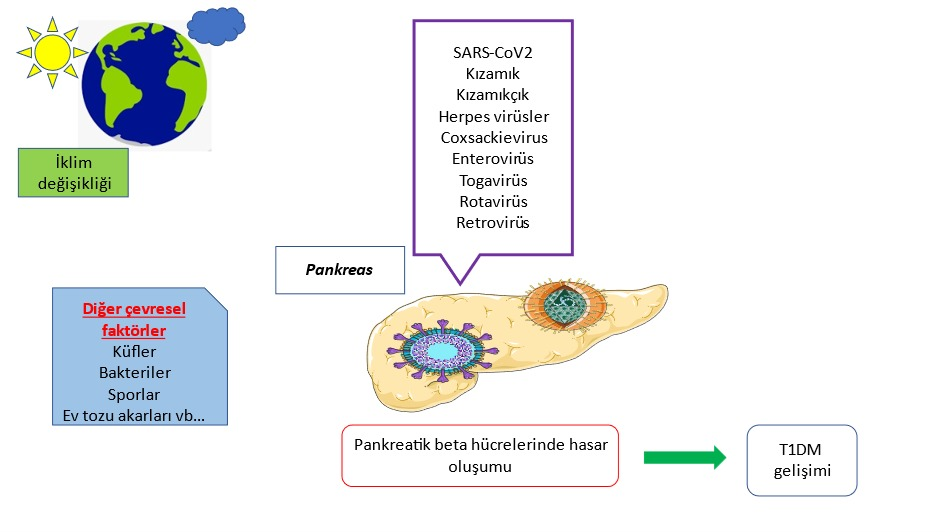 SARS-CoV2
Kızamık
Kızamıkçık
Herpes virüsler
Coxsackievirus
Enterovirüs
Togavirüs
Rotavirüs
Retrovirüs
İklim
değişikliği
Pankreas
Diğer çevresel
faktörler
Küfler
Bakteriler
Sporlar
Ev tozu akarları vb...
Pankreatik beta hücrelerinde hasar
oluşumu
T1DM
gelişimi